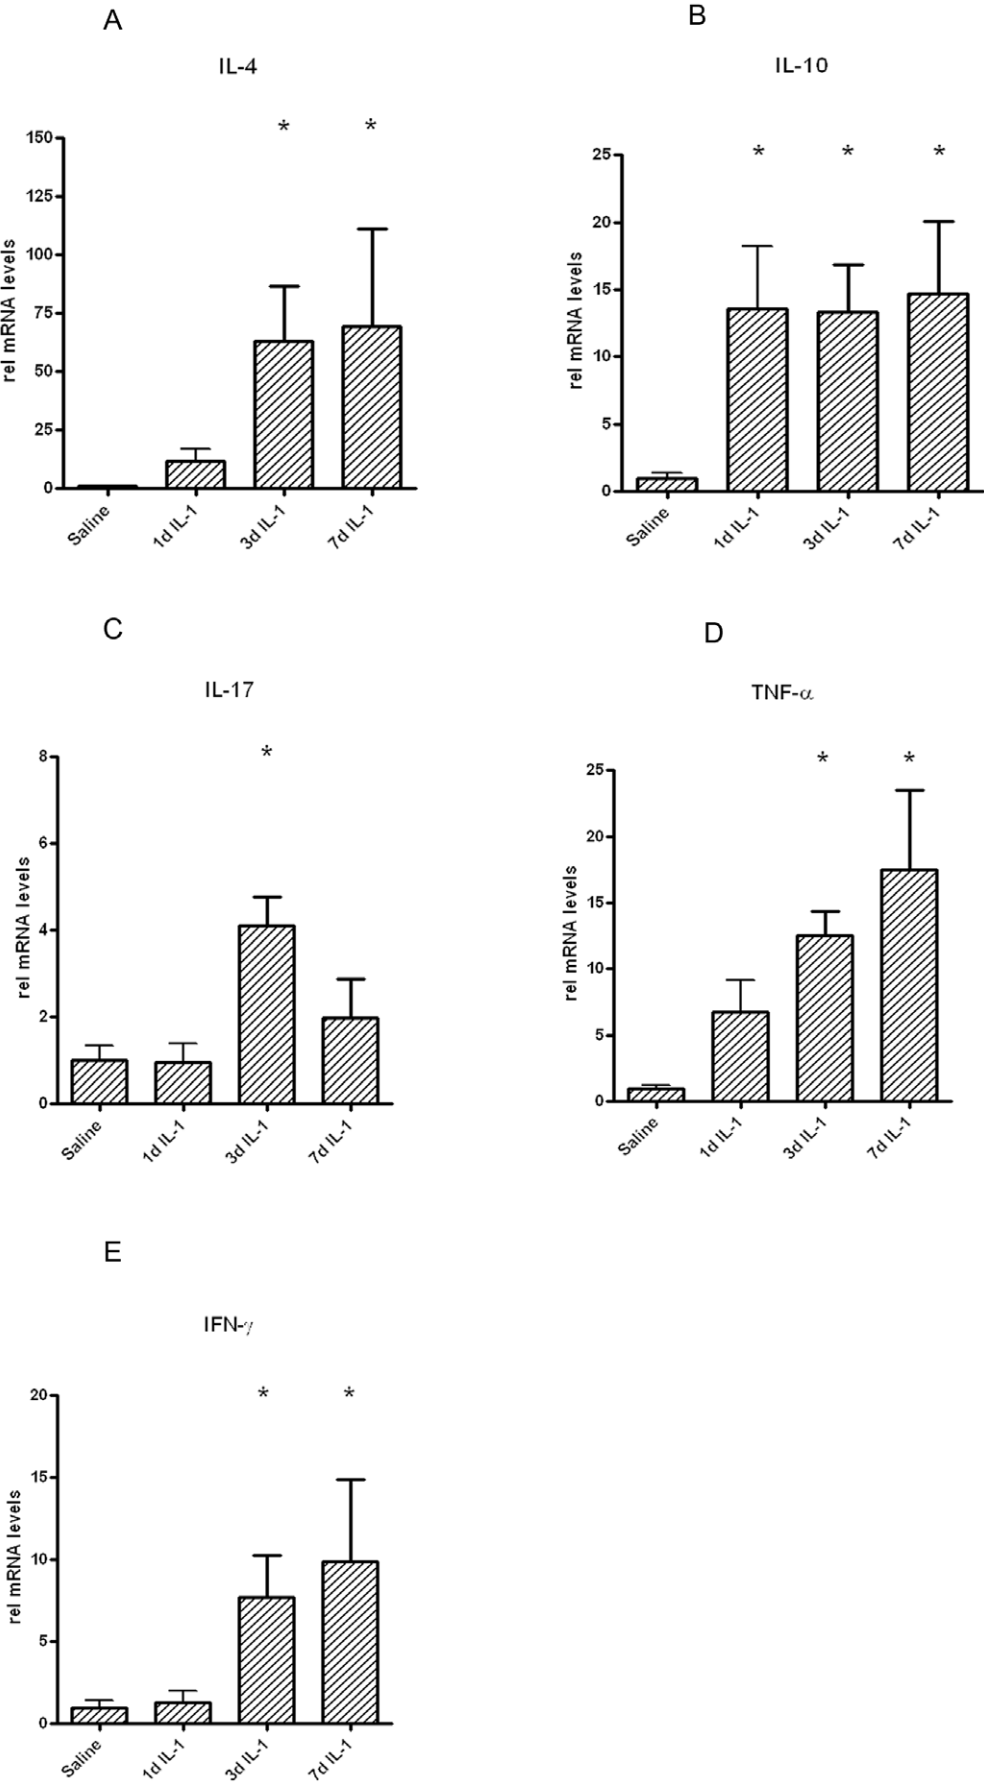 A
IL-4
* *
rel mRNA levels
150
125
100
75
50
25
0
Saline 1d IL-1 3d IL-1 7d IL-1
B
IL-10
* * *
rel mRNA levels
25
20
15
10
5
0
Saline 1d IL-1 3d IL-1 7d IL-1
C
IL-17
*
rel mRNA levels
8
6
4
2
0
Saline 1d IL-1 3d IL-1 7d IL-1
D
TNF-α
* *
rel mRNA levels
25
20
15
10
5
0
Saline 1d IL-1 3d IL-1 7d IL-1
E
IFN-γ
* *
rel mRNA levels
20
15
10
5
0
Saline 1d IL-1 3d IL-1 7d IL-1